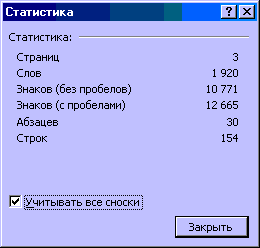 Статистика
Статистика:
Страниц 3
Слов 1 920
Знаков (без пробелов) 10 771
Знаков (с пробелами) 12 665
Абзацев 30
Строк 154
Учитывать все сноски
Закрыть